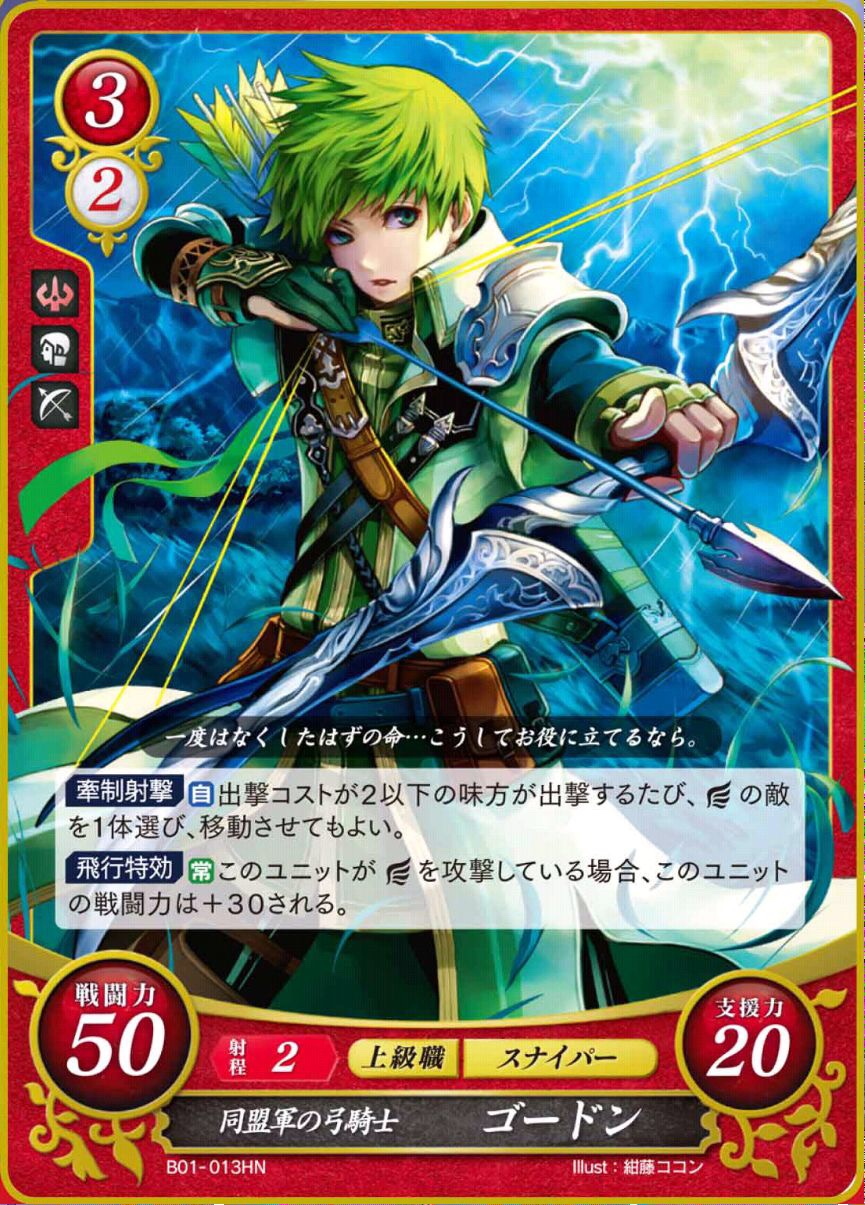 3
2
一度はなくしたはずの命…こうしてお役に立てるなら。
牽制射撃 自 出撃コストが2以下の味方が出撃するたび、の敵
を1体選び、移動させてもよい。
飛行特効 常 このユニットが を攻撃している場合、このユニット
の戦闘力は＋30される。
戦闘力
50
射程 2 上級職 スナイパー
支援力
20
同盟軍の弓騎士 ゴードン
B01-013HN Illust：紺藤ココン